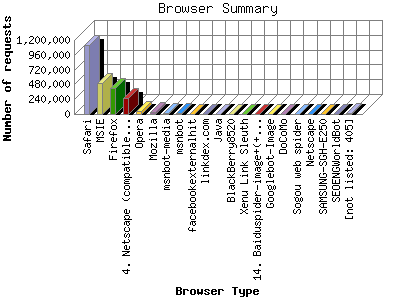 Browser Summary
Number of requests
1,200,000
960,000
720,000
480,000
240,000
0
Safari
MSIE
Firefox
4. Netscape (compatible...
Opera
Mozilla
msnbot-media
msnbot
facebookexternalhit
linkdex.com
Java
BlackBerry8520
Xenu Link Sleuth
14. Baiduspider-image+(+...
Googlebot-Image
DoCoMo
Sogou web spider
Netscape
SAMSUNG-SGH-E250
SEOENGWorldBot
[not listed: 405]
Browser Type